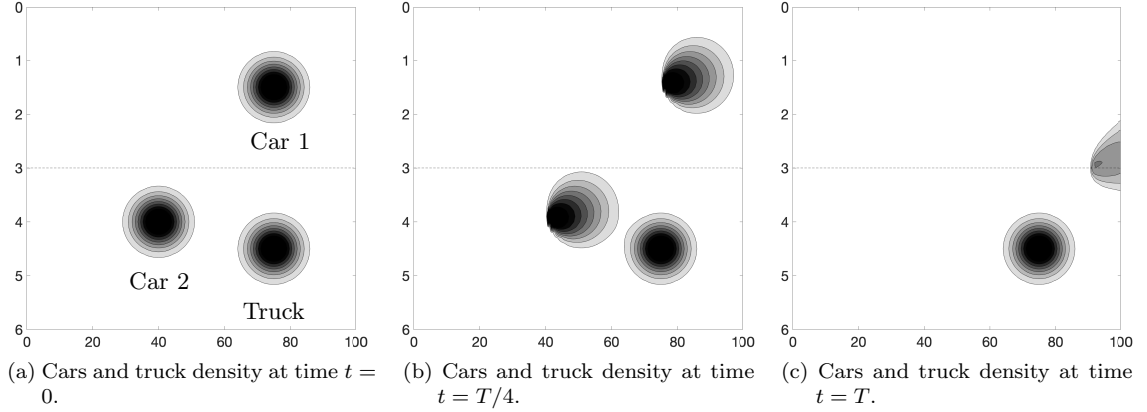 0
1
2
3
4
5
6
0 20 40 60 80 100
Car 1
Car 2
Truck
0
1
2
3
4
5
6
0 20 40 60 80 100
0
1
2
3
4
5
6
0 20 40 60 80 100
(a) Cars and truck density at time t =
0.
(b) Cars and truck density at time
t = T/4.
(c) Cars and truck density at time
t = T.